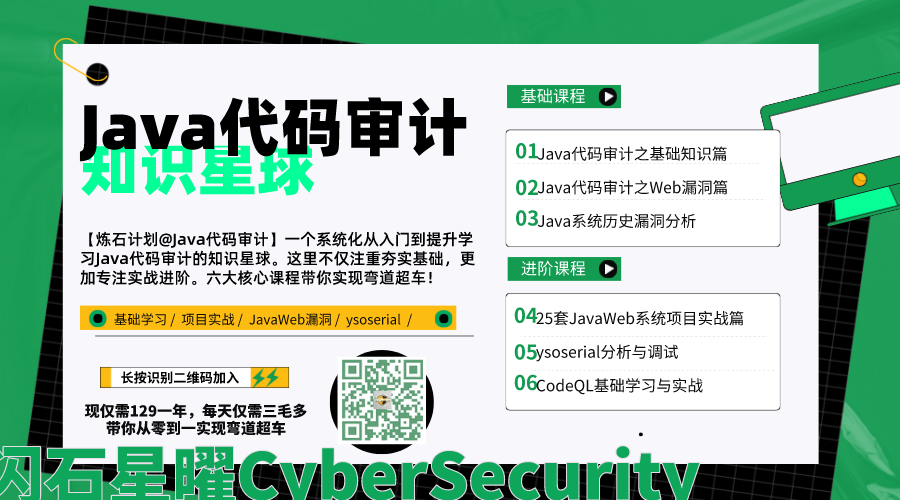 Java代码审计
知识星球
【炼石计划@Java代码审计】一个系统化从入门到提升学
习Java代码审计的知识星球。这里不仅注重夯实基础，更
加专注实战进阶。六大核心课程带你实现弯道超车！
基础学习 / 项目实战 / JavaWeb漏洞 / ysoserial /
长按识别二维码加入
现仅需129一年，每天仅需三毛多
带你从零到一实现弯道超车
基础课程
01 Java代码审计之基础知识篇
02 Java代码审计之Web漏洞篇
03 Java系统历史漏洞分析
进阶课程
04 25套JavaWeb系统项目实战篇
05 ysoserial分析与调试
06 CodeQL基础学习与实战
闪石星曜CyberSecurity